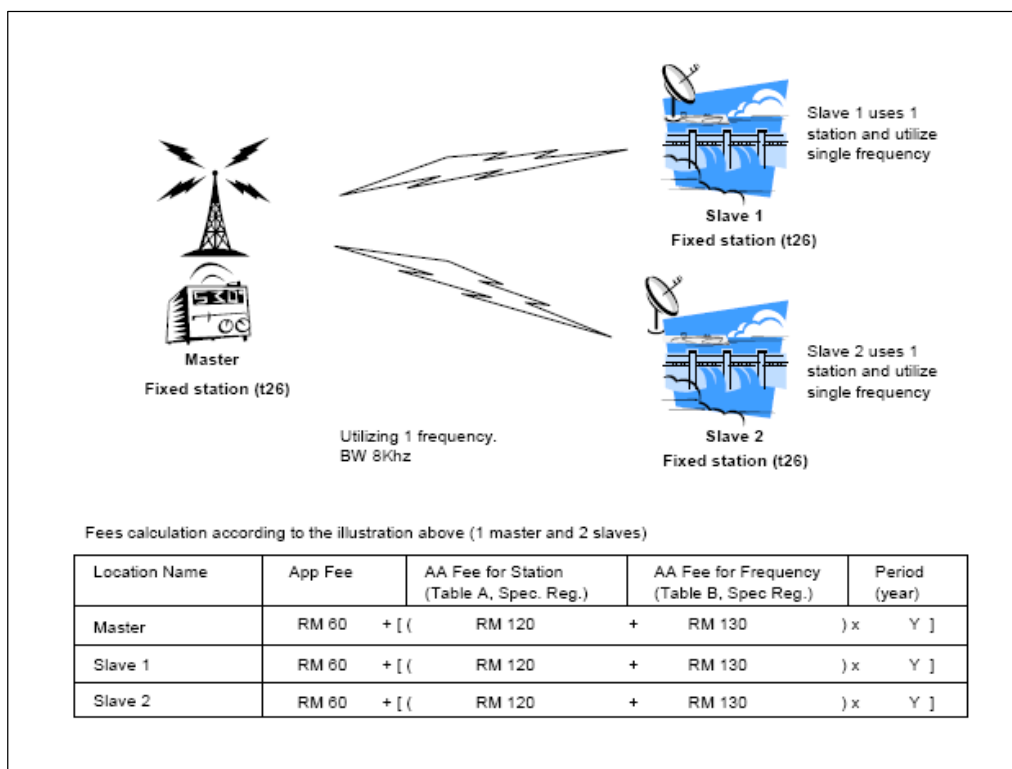 Slave 1 uses 1
station and utilize
single frequency
Slave 1
Fixed station (t26)
530
Master
Fixed station (t26)
Slave 2 uses 1
station and utilize
single frequency
Slave 2
Fixed station (t26)
Utilizing 1 frequency.
BW 8Khz
Fees calculation according to the illustration above (1 master and 2 slaves)
Location Name App Fee AA Fee for Station AA Fee for Frequency Period
(Table A, Spec. Reg.) (Table B, Spec Reg.) (year)
Master RM 60 + [ ( RM 120 + RM 130 ) x Y ]
Slave 1 RM 60 + [ ( RM 120 + RM 130 ) x Y ]
Slave 2 RM 60 + [ ( RM 120 + RM 130 ) x Y ]